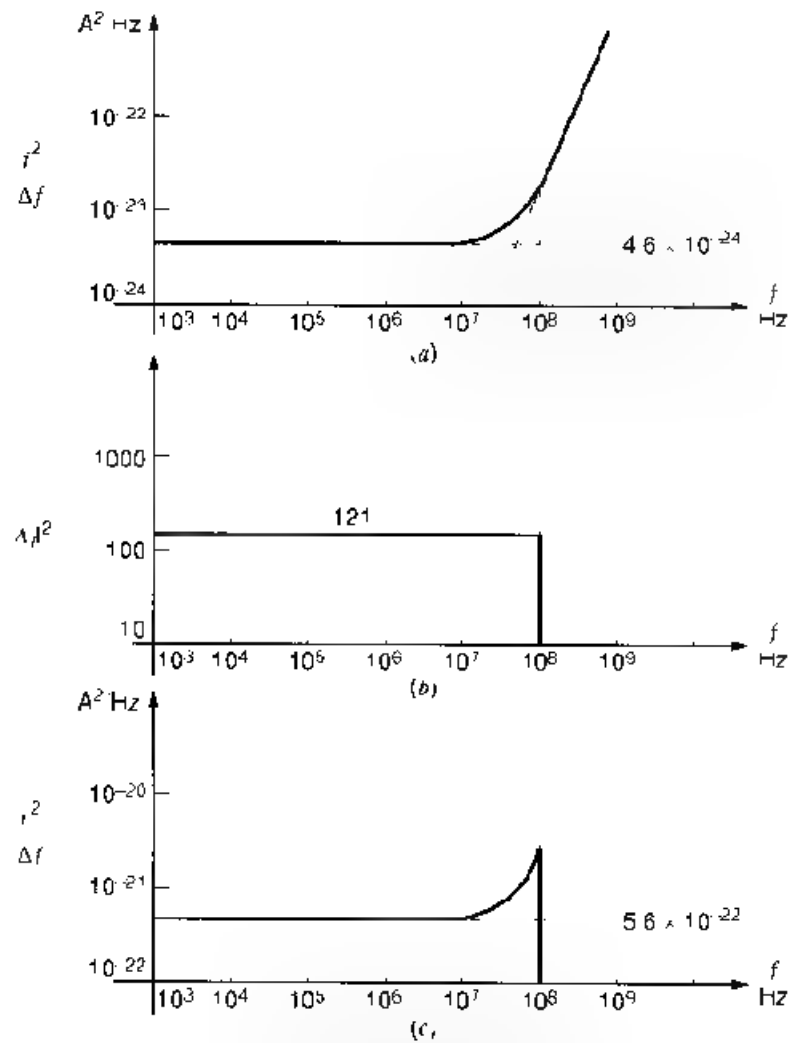 A² Hz
10⁻²²
i²
Δf
10⁻²³
4.6 × 10⁻²⁴
10⁻²⁴
10³ 10⁴ 10⁵ 10⁶ 10⁷ 10⁸ 10⁹
f
Hz
(a)
1000
121
100
10
10³ 10⁴ 10⁵ 10⁶ 10⁷ 10⁸ 10⁹
f
Hz
(b)
A² Hz
10⁻²⁰
Δf
10⁻²¹
5.6 × 10⁻²²
10⁻²²
10³ 10⁴ 10⁵ 10⁶ 10⁷ 10⁸ 10⁹
f
Hz
(c)